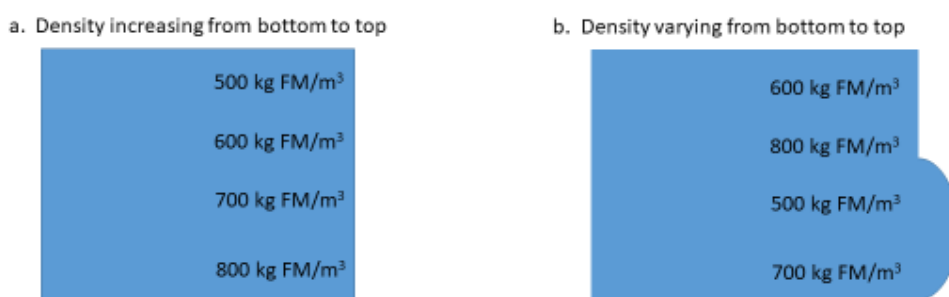 a. Density increasing from bottom to top
500 kg FM/m³
600 kg FM/m³
700 kg FM/m³
800 kg FM/m³
b. Density varying from bottom to top
600 kg FM/m³
800 kg FM/m³
500 kg FM/m³
700 kg FM/m³